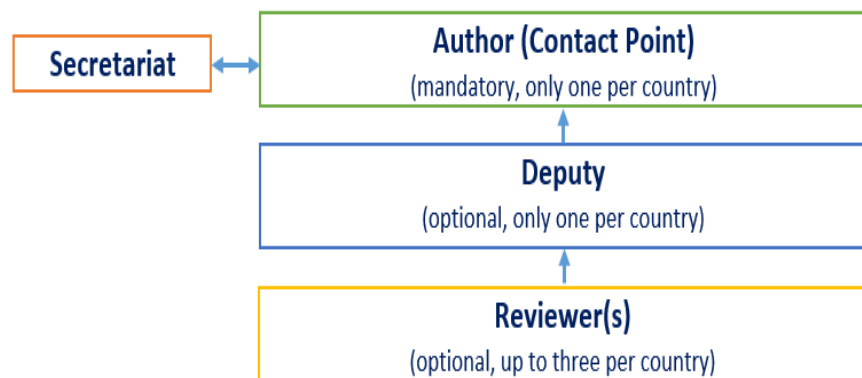 Secretariat
Author (Contact Point)
(mandatory, only one per country)
Deputy
(optional, only one per country)
Reviewer(s)
(optional, up to three per country)